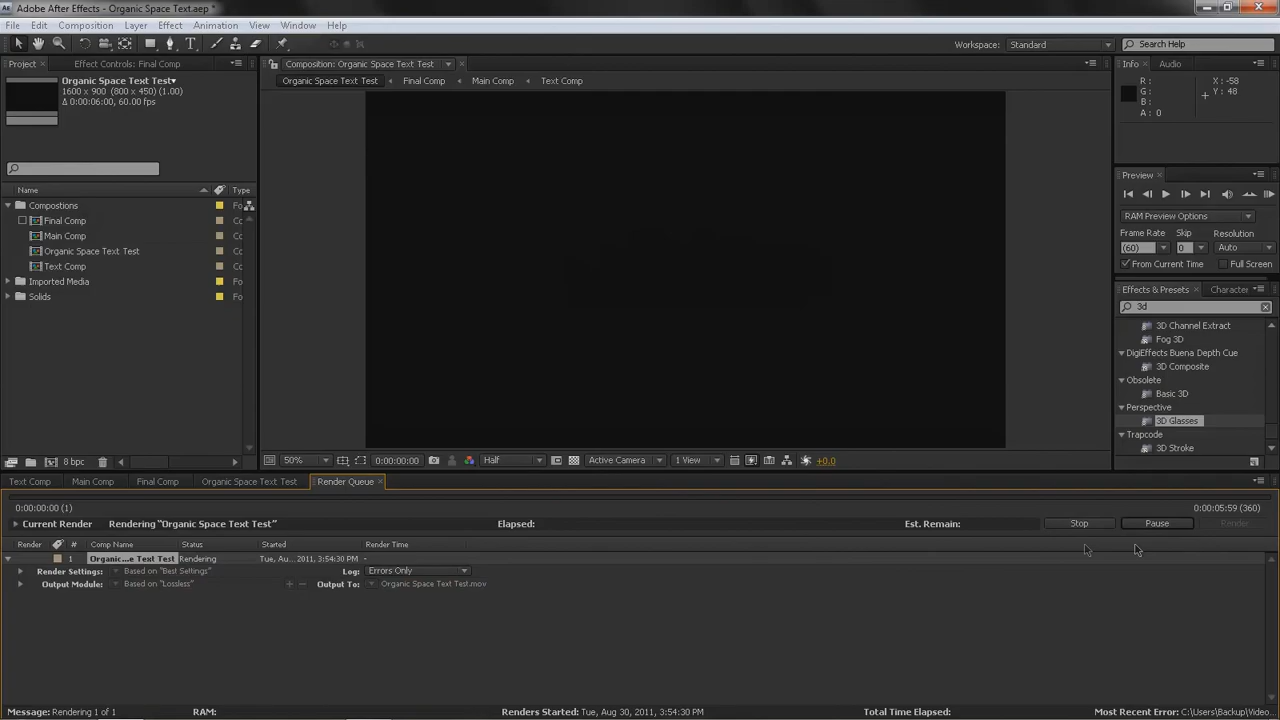 Adobe After Effects - Organic Space Text.aep *
File Edit Composition Layer Effect Animation View Window Help
Workspace: Standard Search Help
Project Effect Controls: Final Comp
Composition: Organic Space Text Test
Info Audio
Organic Space Text Test
1600 x 900 (800 x 450) (1.00)
Δ 0:00:06:00, 60.00 fps
Organic Space Text Test Final Comp Main Comp Text Comp
R :
G :
B :
A : 0
X : -58
Y : 48
Name Type
Compostions Fo
Final Comp Co
Main Comp Co
Organic Space Text Test Co
Text Comp Co
Imported Media Fo
Solids Fo
Preview
RAM Preview Options
Frame Rate Skip Resolution
(60) 0 Auto
From Current Time Full Screen
Effects & Presets Character
3d
3D Channel Extract
Fog 3D
DigiEffects Buena Depth Cue
3D Composite
Obsolete
Basic 3D
Perspective
3D Glasses
Trapcode
3D Stroke
8 bpc
50% 0:00:00:00 Half Active Camera 1 View +0.0
Text Comp Main Comp Final Comp Organic Space Text Test Render Queue
0:00:00:00 (1) 0:00:05:59 (360)
Current Render Rendering "Organic Space Text Test" Elapsed: Est. Remain: Stop Pause Render
Render # Comp Name Status Started Render Time
1 Organic...e Text Test Rendering Tue, Au... 2011, 3:54:30 PM -
Render Settings: Based on "Best Settings" Log: Errors Only
Output Module: Based on "Lossless" + — Output To: Organic Space Text Test.mov
Message: Rendering 1 of 1 RAM: Renders Started: Tue, Aug 30, 2011, 3:54:30 PM Total Time Elapsed: Most Recent Error: C:\Users\Backup\Video...